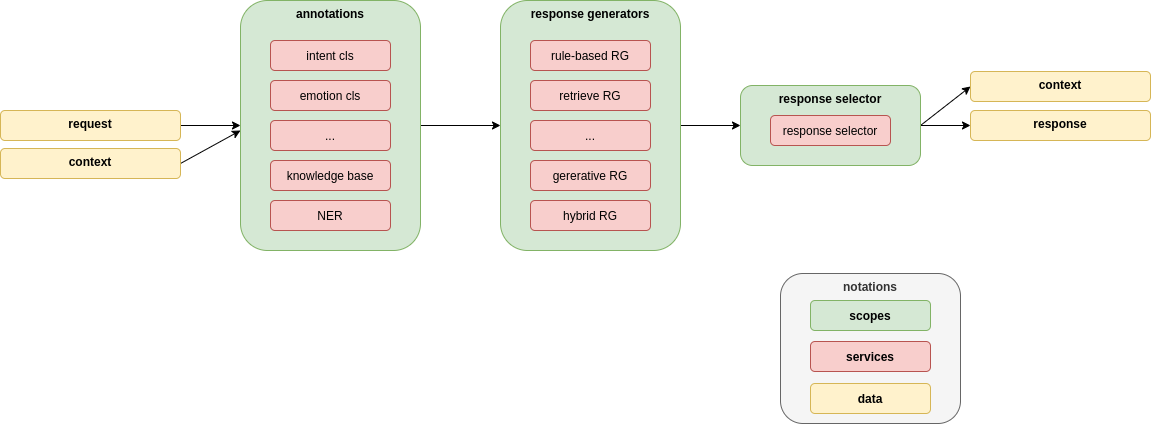 request
context
annotations
intent cls
emotion cls
...
knowledge base
NER
response generators
rule-based RG
retrieve RG
...
gererative RG
hybrid RG
response selector
response selector
context
response
notations
scopes
services
data